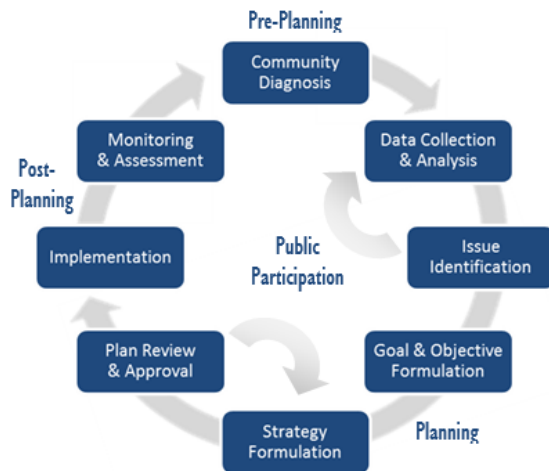 Pre-Planning
Community
Diagnosis
Data Collection
& Analysis
Issue
Identification
Goal & Objective
Formulation
Planning
Strategy
Formulation
Plan Review
& Approval
Implementation
Post-
Planning
Monitoring
& Assessment
Public
Participation